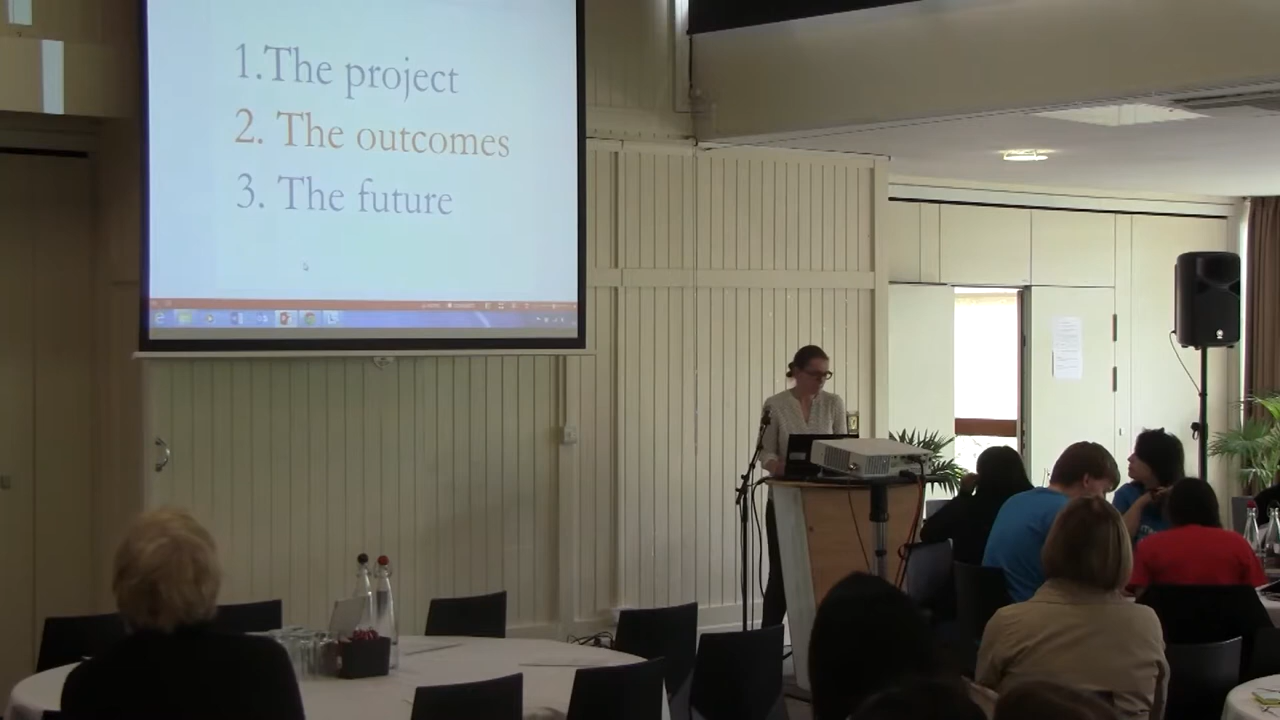 1.The project
2. The outcomes
3. The future